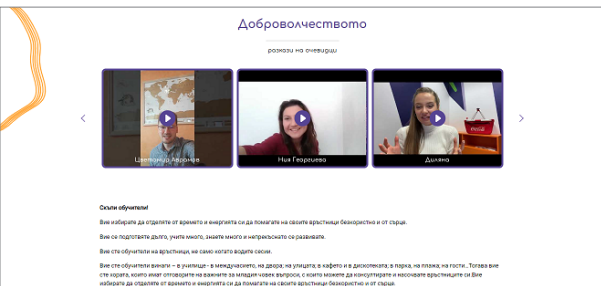 Доброволчеството
разкази на очевидци
Цветомир Аврамов
Ния Георгиева
Диляна
Скъпи обучители!
Вие избирате да отделяте от времето и енергията си да помагате на своите връстници безкористно и от сърце.
Вие се подготвяте дълго, учите много, знаете много и непрекъснато се развивате.
Вие сте обучители на връстници, не само когато водите сесии.
Вие сте обучители винаги – в училище - в междучасието, на двора; на улицата; в кафето и в дискотеката; в парка, на плажа; на гости.. Тогава вие
сте хората, които имат отговорите на важните за младия човек въпроси, с които можете да консултирате и насочвате връстниците си.Вие
избирате да отделяте от времето и енергията си да помагате на своите връстници безкористно и от сърце.